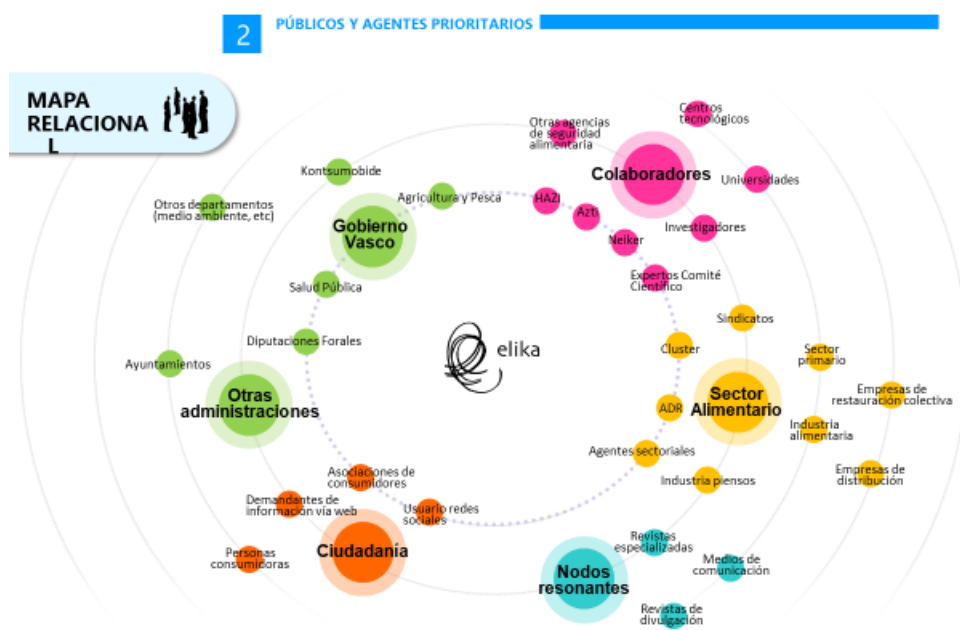 2
PÚBLICOS Y AGENTES PRIORITARIOS
MAPA
RELACIONA
L
Otras agencias
de seguridad
alimentaria
Centros
tecnológicos
Colaboradores
Universidades
Kontsumobide
Agricultura y Pesca
HAZI
Azti
Investigadores
Otros departamentos
(medio ambiente, etc)
Gobierno
Vasco
Neiker
Expertos Comité
Científico
Salud Pública
Sindicatos
Diputaciones Forales
elika
Cluster
Sector
primario
Ayuntamientos
Otras
administraciones
ADR
Sector
Alimentario
Empresas de
restauración colectiva
Industria
alimentaria
Agentes sectoriales
Asociaciones de
consumidores
Industria piensos
Empresas de
distribución
Demandantes de
información vía web
Usuario redes
sociales
Personas
consumidoras
Ciudadanía
Revistas
especializadas
Nodos
resonantes
Medios de
comunicación
Revistas de
divulgación